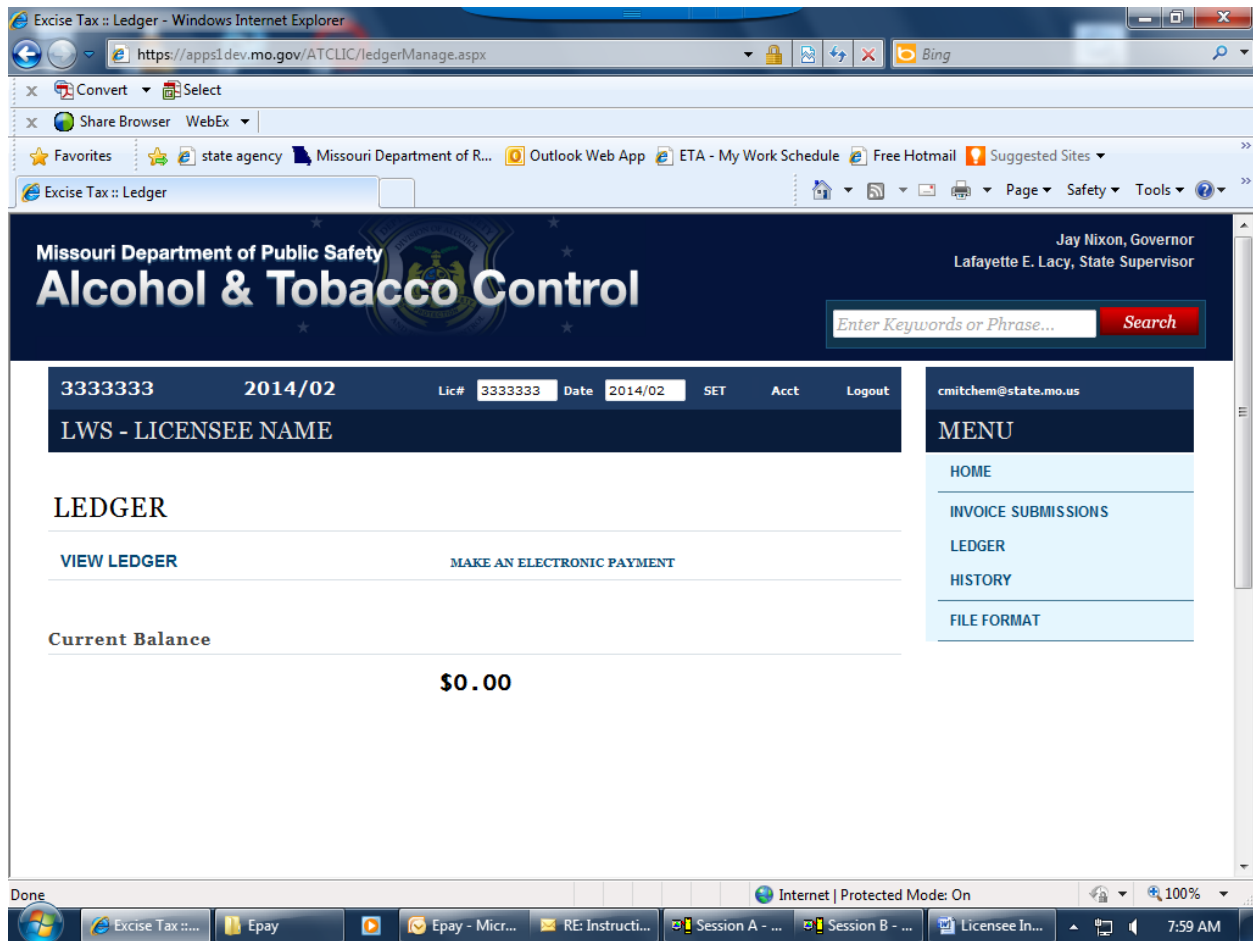 Excise Tax :: Ledger - Windows Internet Explorer
https://apps1dev.mo.gov/ATCLIC/ledgerManage.aspx
Bing
x Convert Select
x Share Browser WebEx
Favorites state agency Missouri Department of R... Outlook Web App ETA - My Work Schedule Free Hotmail Suggested Sites
Excise Tax :: Ledger
Page Safety Tools
Missouri Department of Public Safety
Alcohol & Tobacco Control
Jay Nixon, Governor
Lafayette E. Lacy, State Supervisor
Enter Keywords or Phrase... Search
3333333 2014/02 Lic# 3333333 Date 2014/02 SET Acct Logout
LWS - LICENSEE NAME
cmitchem@state.mo.us
MENU
HOME
INVOICE SUBMISSIONS
LEDGER
HISTORY
FILE FORMAT
LEDGER
VIEW LEDGER MAKE AN ELECTRONIC PAYMENT
Current Balance
$0.00
Done Internet | Protected Mode: On 100%
Excise Tax ::... Epay Epay - Micr... RE: Instructi... Session A - ... Session B - ... Licensee In... 7:59 AM